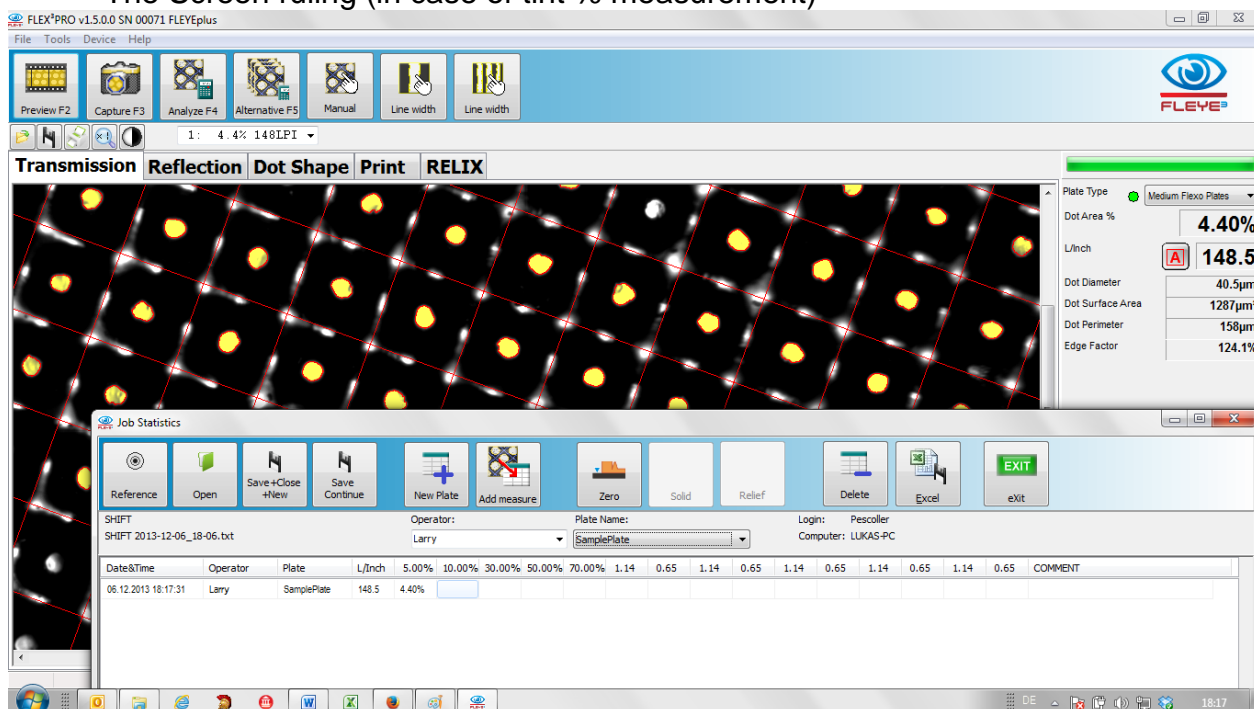 The Screen ruling (in case of tint % measurement)
FLEX³PRO v1.5.0.0 SN 00071 FLEYEplus
File Tools Device Help
Preview F2 Capture F3 Analyze F4 Alternative F5 Manual Line width Line width
FLEYE³
1: 4.4% 148LPI
Transmission Reflection Dot Shape Print RELIX
Plate Type Medium Flexo Plates
Dot Area % 4.40%
L/Inch A 148.5
Dot Diameter 40.5µm
Dot Surface Area 1287µm²
Dot Perimeter 158µm
Edge Factor 124.1%
Job Statistics
Reference Open Save+Close +New Save Continue New Plate Add measure Zero Solid Relief Delete Excel EXIT eXit
SHIFT Operator: Plate Name: Login: Pescoller
SHIFT 2013-12-06_18-06.txt Larry SamplePlate Computer: LUKAS-PC
Date&Time Operator Plate L/Inch 5.00% 10.00% 30.00% 50.00% 70.00% 1.14 0.65 1.14 0.65 1.14 0.65 1.14 0.65 1.14 0.65 COMMENT
06.12.2013 18:17:31 Larry SamplePlate 148.5 4.40%
DE 18:17